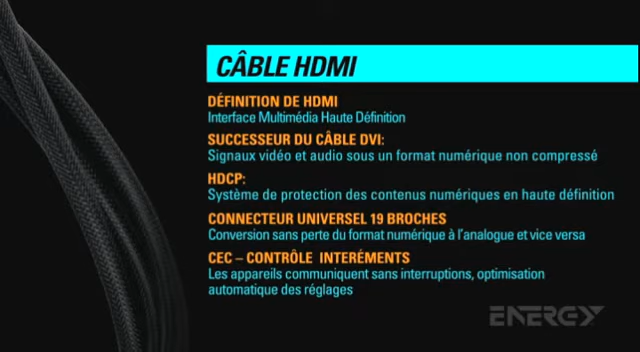 CÂBLE HDMI
DÉFINITION DE HDMI
Interface Multimédia Haute Définition
SUCCESSEUR DU CÂBLE DVI:
Signaux vidéo et audio sous un format numérique non compressé
HDCP:
Système de protection des contenus numériques en haute définition
CONNECTEUR UNIVERSEL 19 BROCHES
Conversion sans perte du format numérique à l'analogue et vice versa
CEC – CONTRÔLE INTERÉMENTS
Les appareils communiquent sans interruptions, optimisation
automatique des réglages
ENERGY